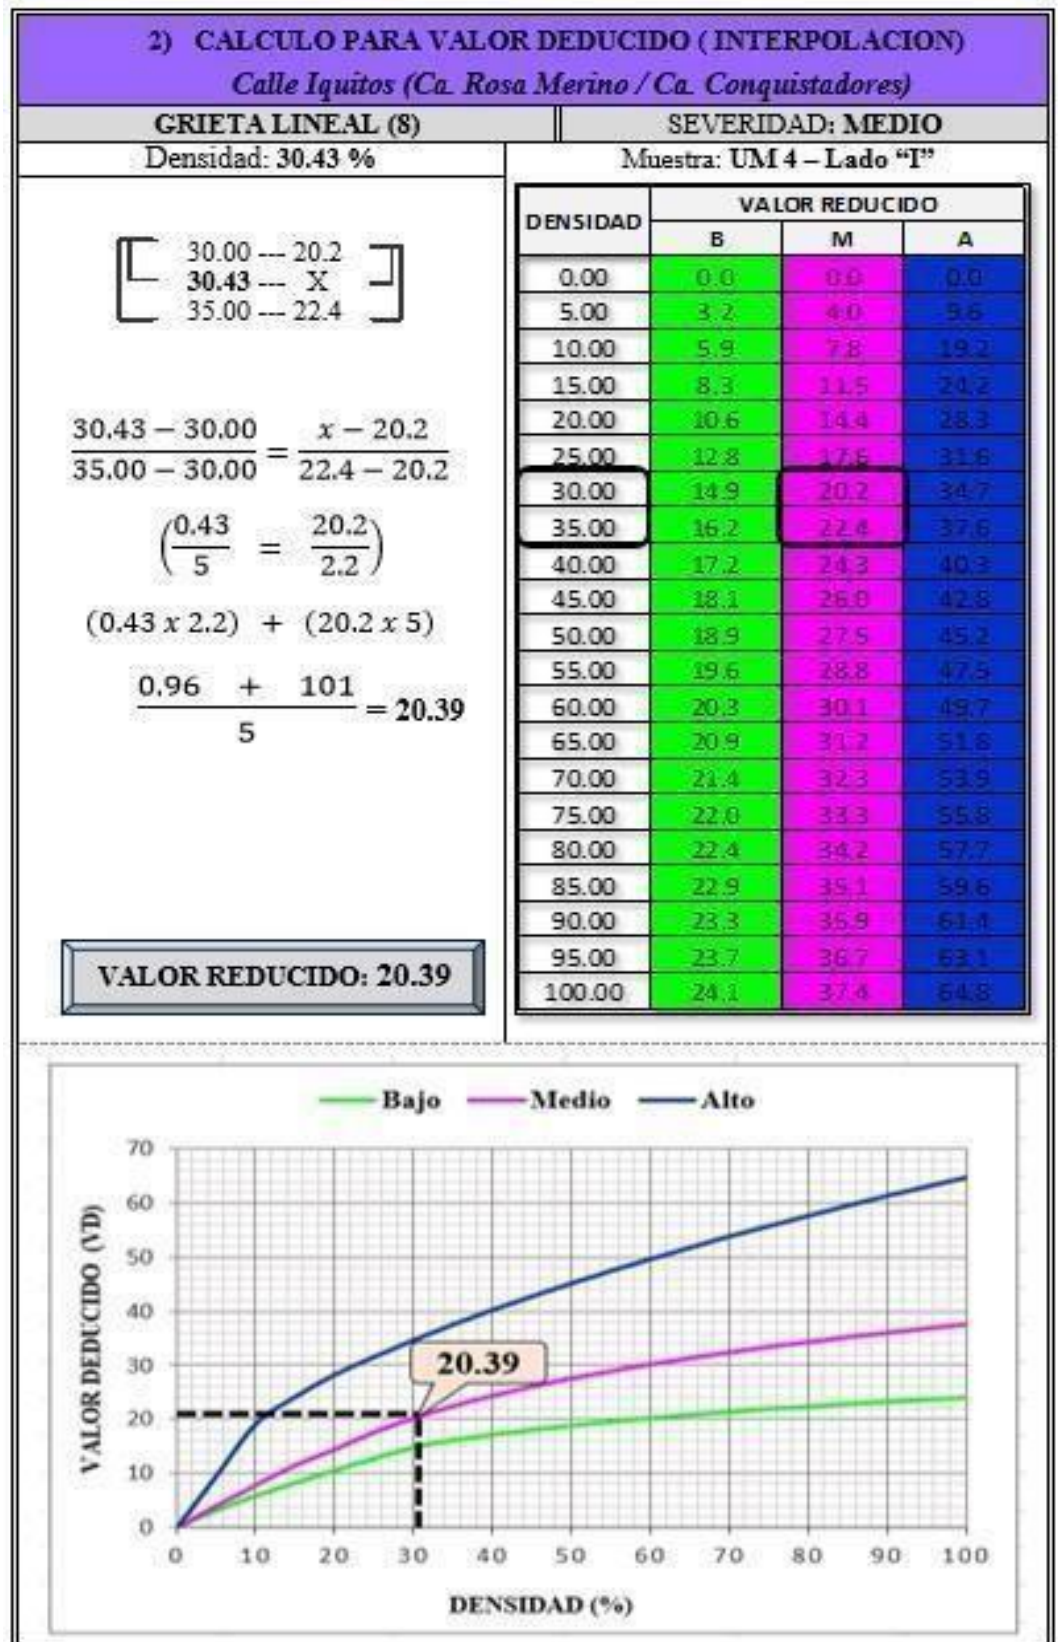 2) CALCULO PARA VALOR DEDUCIDO ( INTERPOLACION)
Calle Iquitos (Ca. Rosa Merino / Ca. Conquistadores)
GRIETA LINEAL (8)
SEVERIDAD: MEDIO
Densidad: 30.43 %
Muestra: UM 4 – Lado “I”
30.00 --- 20.2
30.43 --- X
35.00 --- 22.4
30.43 − 30.00 / 35.00 − 30.00 = x − 20.2 / 22.4 − 20.2
(0.43 / 5 = 20.2 / 2.2)
(0.43 x 2.2) + (20.2 x 5)
0.96 + 101 / 5 = 20.39
VALOR REDUCIDO: 20.39
DENSIDAD VALOR REDUCIDO
B M A
0.00 0.0 0.0 0.0
5.00 3.2 4.0 9.6
10.00 5.9 7.8 19.2
15.00 8.3 11.5 24.2
20.00 10.6 14.4 28.3
25.00 12.8 17.6 31.6
30.00 14.9 20.2 34.7
35.00 16.2 22.4 37.6
40.00 17.2 24.3 40.3
45.00 18.1 26.0 42.8
50.00 18.9 27.5 45.2
55.00 19.6 28.8 47.5
60.00 20.3 30.1 49.7
65.00 20.9 31.2 51.8
70.00 21.4 32.3 53.9
75.00 22.0 33.3 55.8
80.00 22.4 34.2 57.7
85.00 22.9 35.1 59.6
90.00 23.3 35.9 61.4
95.00 23.7 36.7 63.1
100.00 24.1 37.4 64.8
Bajo Medio Alto
VALOR DEDUCIDO (VD)
70
60
50
40
30
20
10
0
20.39
0 10 20 30 40 50 60 70 80 90 100
DENSIDAD (%)